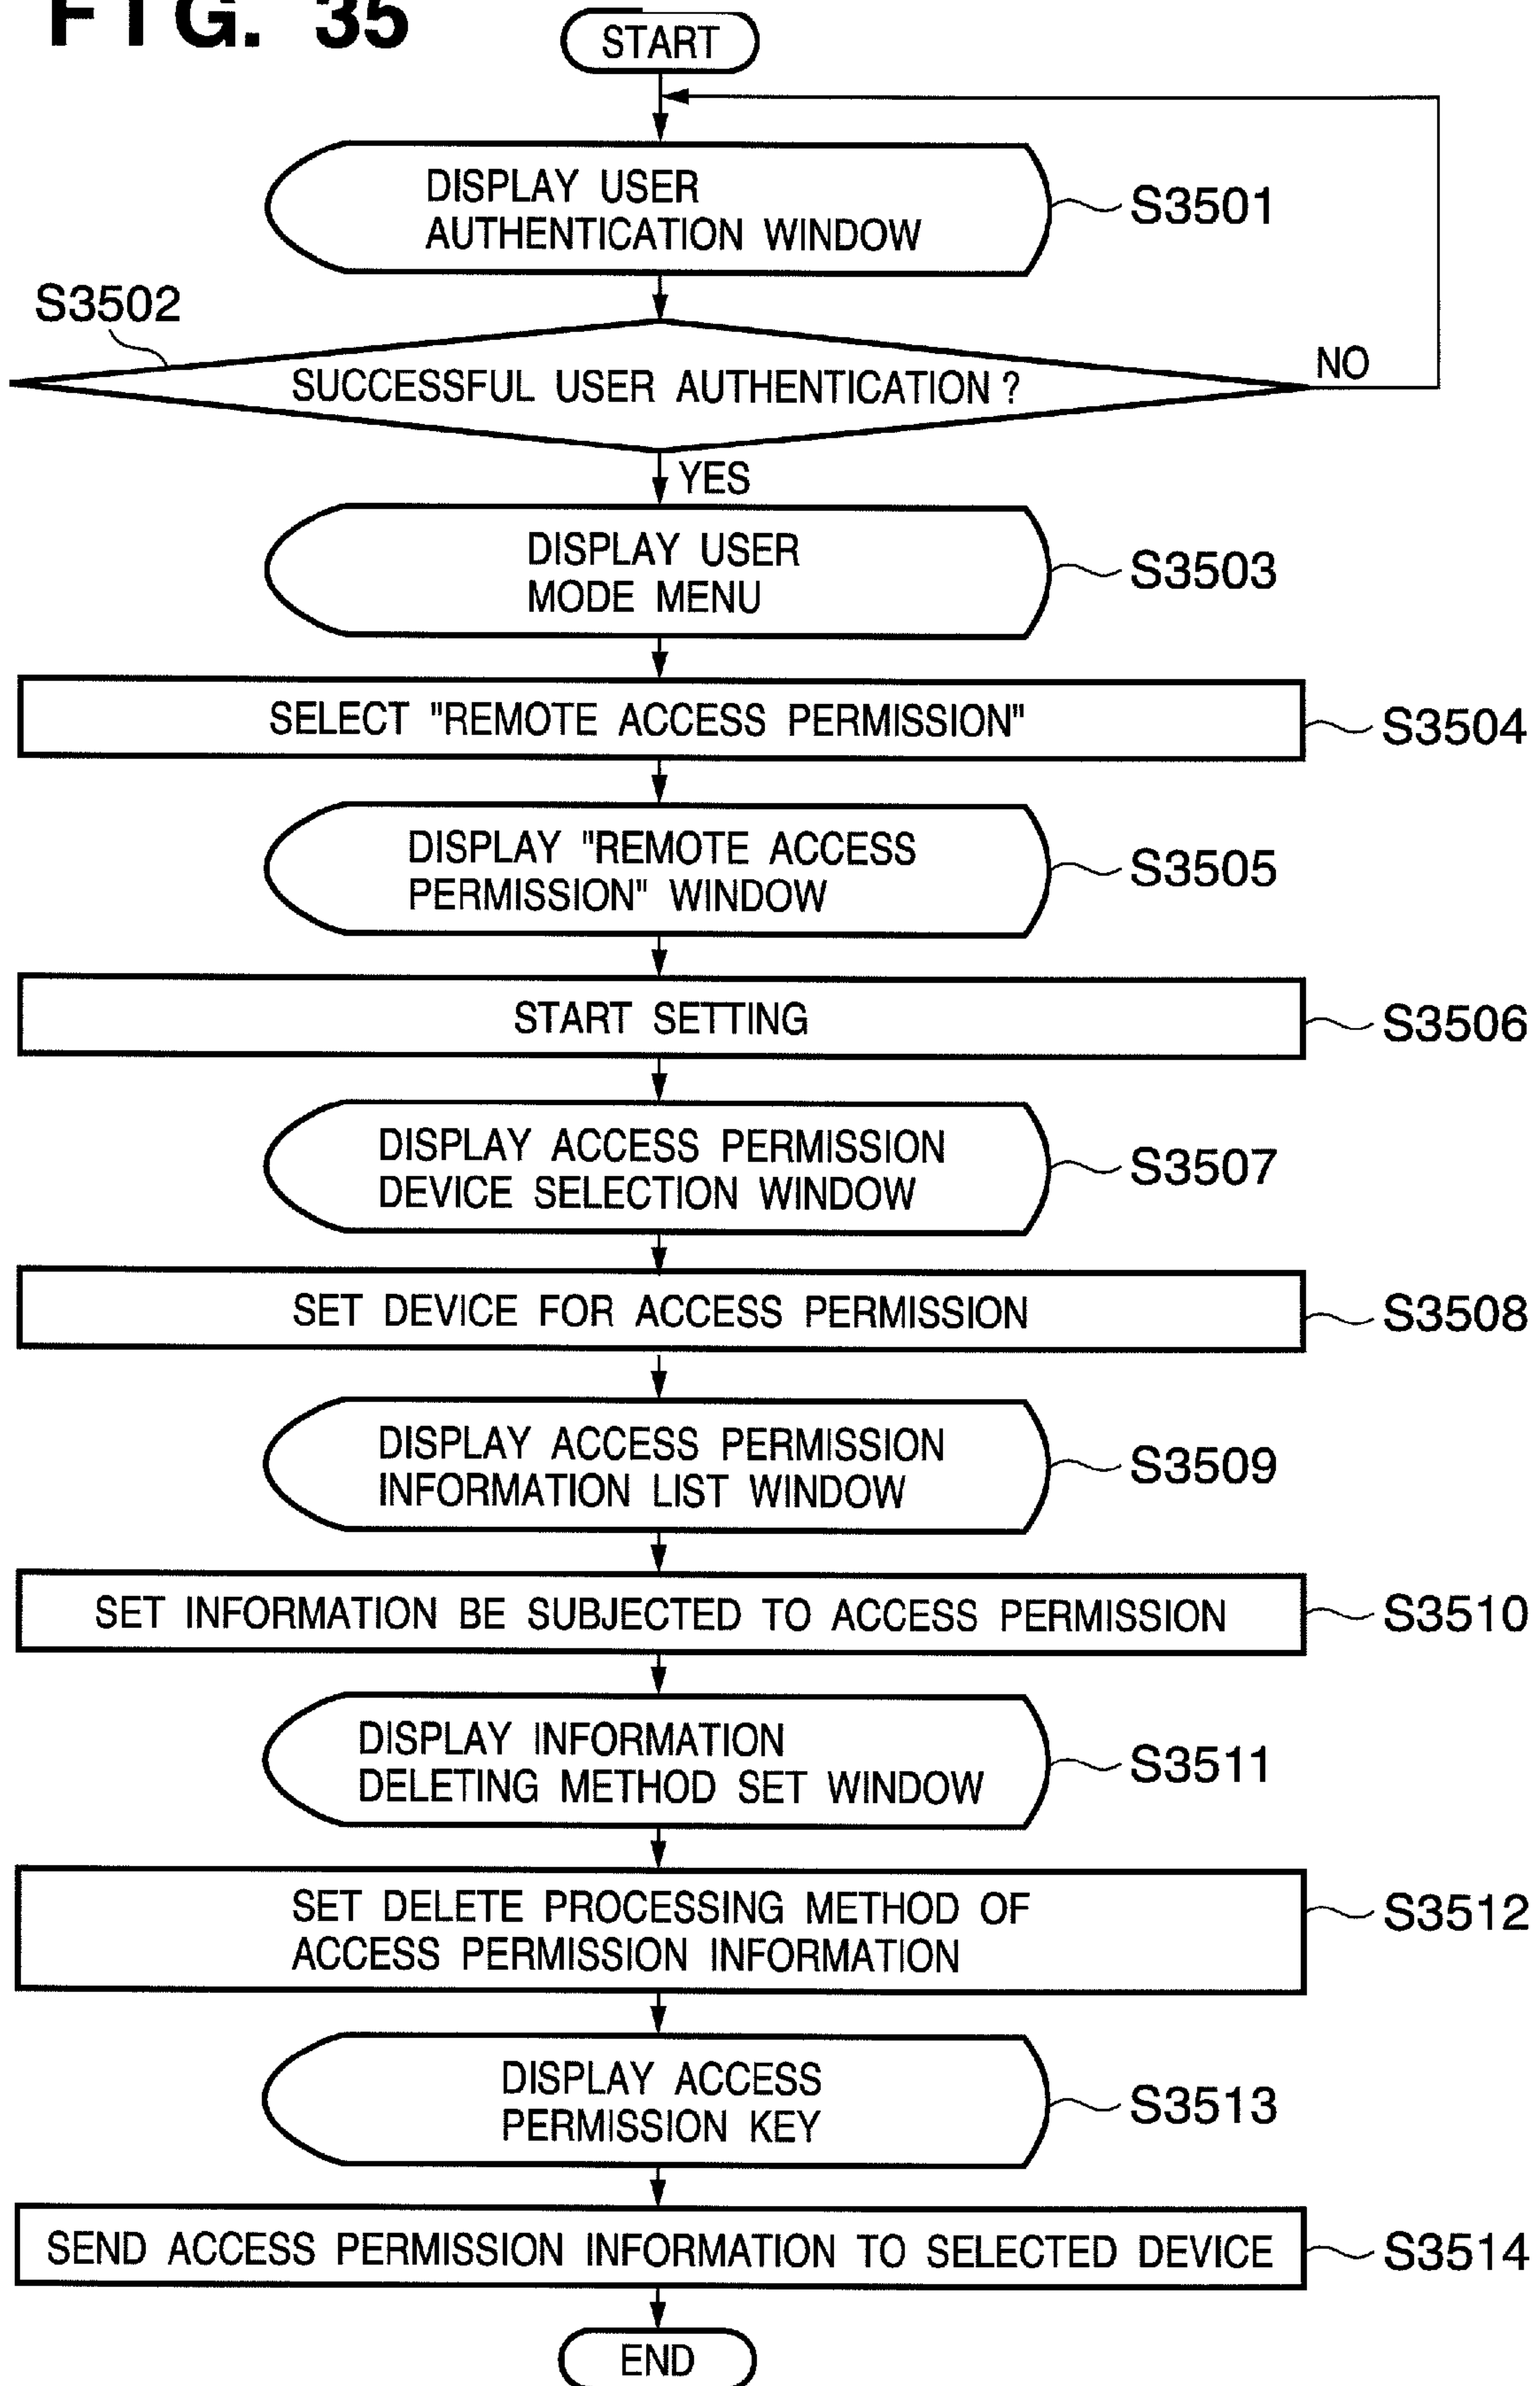 FIG. 35
START
DISPLAY USER
AUTHENTICATION WINDOW
S3501
S3502
SUCCESSFUL USER AUTHENTICATION ?
NO
YES
DISPLAY USER
MODE MENU
S3503
SELECT "REMOTE ACCESS PERMISSION"
S3504
DISPLAY "REMOTE ACCESS
PERMISSION" WINDOW
S3505
START SETTING
S3506
DISPLAY ACCESS PERMISSION
DEVICE SELECTION WINDOW
S3507
SET DEVICE FOR ACCESS PERMISSION
S3508
DISPLAY ACCESS PERMISSION
INFORMATION LIST WINDOW
S3509
SET INFORMATION BE SUBJECTED TO ACCESS PERMISSION
S3510
DISPLAY INFORMATION
DELETING METHOD SET WINDOW
S3511
SET DELETE PROCESSING METHOD OF
ACCESS PERMISSION INFORMATION
S3512
DISPLAY ACCESS
PERMISSION KEY
S3513
SEND ACCESS PERMISSION INFORMATION TO SELECTED DEVICE
S3514
END